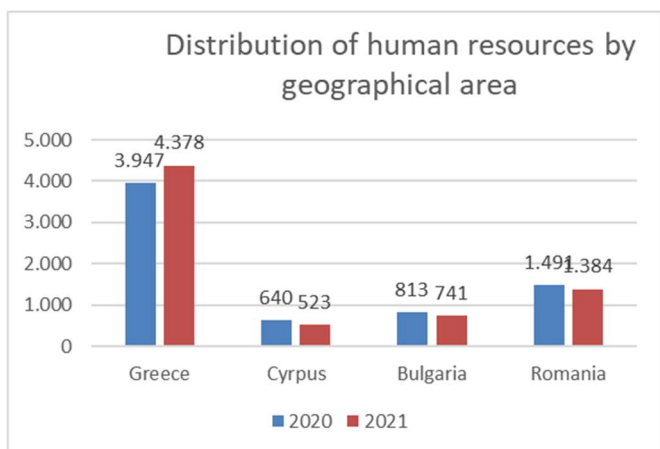 Distribution of human resources by
geographical area
5.000
4.000
3.000
2.000
1.000
0
3.947
4.378
640
523
813
741
1.491
1.384
Greece
Cyrpus
Bulgaria
Romania
2020
2021